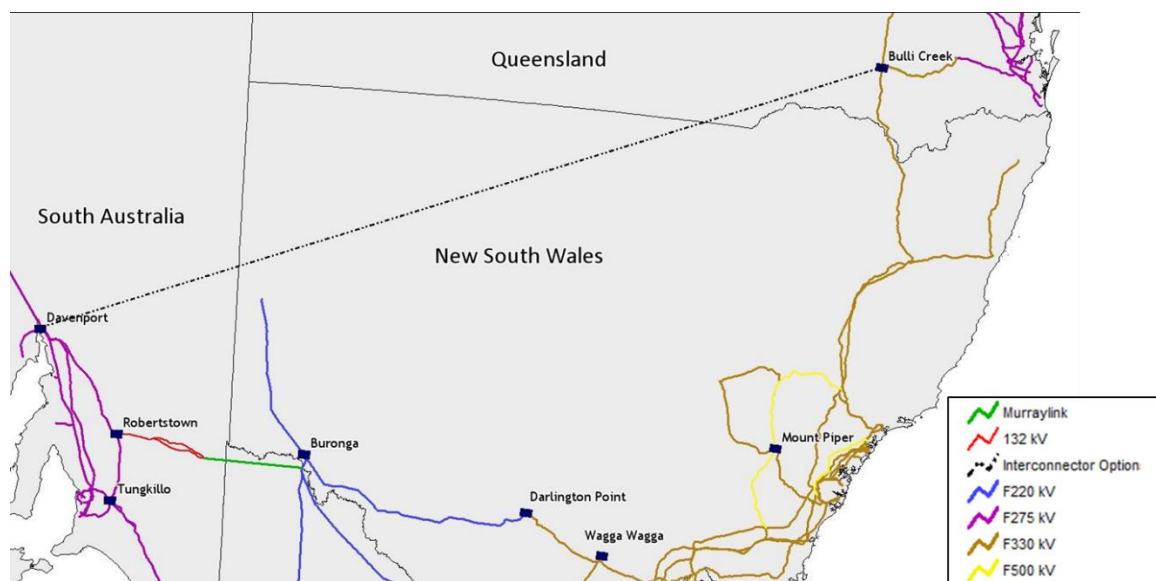 Queensland
Bulli Creek
South Australia
New South Wales
Davenport
Robertstown
Buronga
Mount Piper
Tungkillo
Darlington Point
Wagga Wagga
Murraylink
132 kV
Interconnector Option
F220 kV
F275 kV
F330 kV
F500 kV